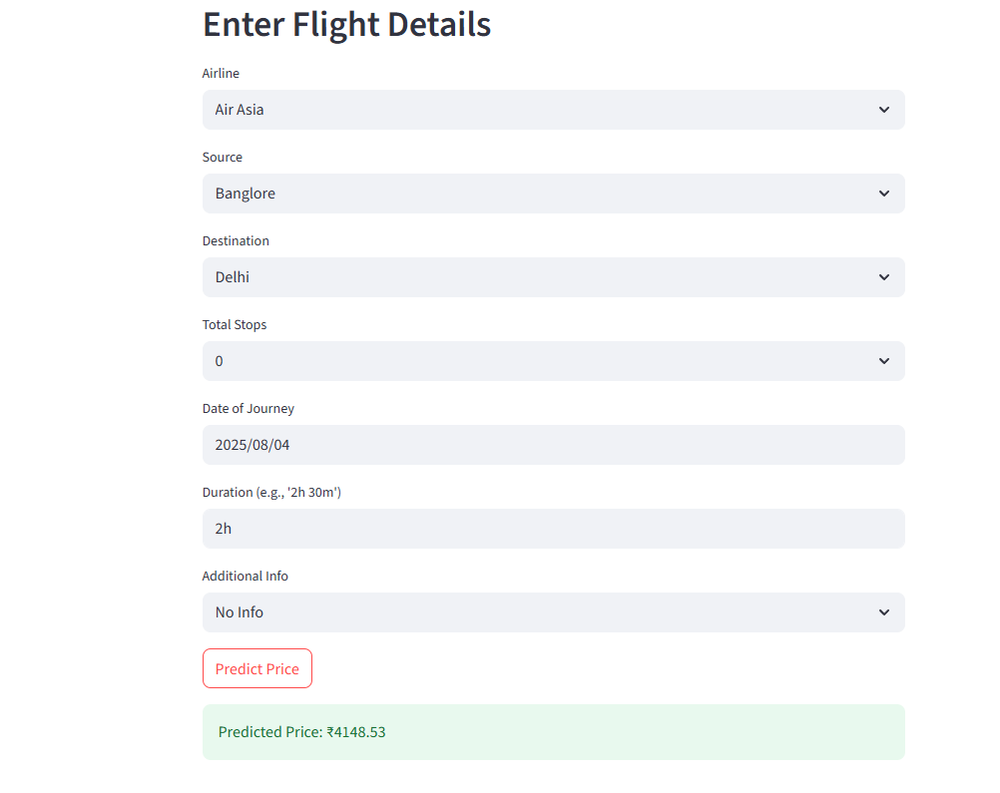 Enter Flight Details
Airline
Air Asia
Source
Banglore
Destination
Delhi
Total Stops
0
Date of Journey
2025/08/04
Duration (e.g., '2h 30m')
2h
Additional Info
No Info
Predict Price
Predicted Price: ₹4148.53